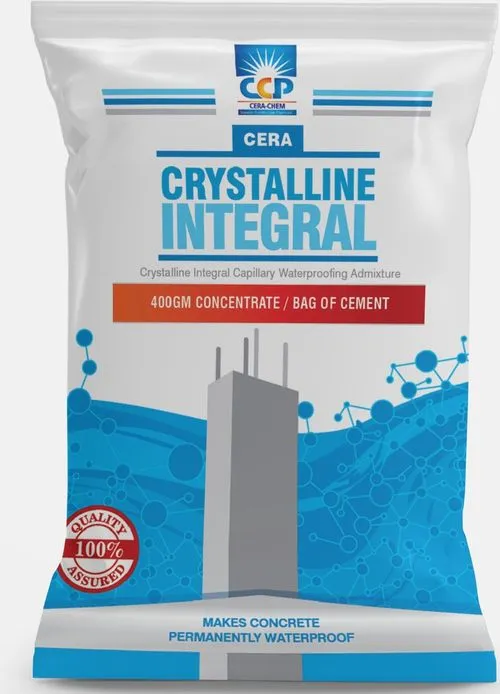 CCP
CERA-CHEM
CERA
CRYSTALLINE
INTEGRAL
Crystalline Integral Capillary Waterproofing Admixture
400GM CONCENTRATE / BAG OF CEMENT
QUALITY
100%
ASSURED
MAKES CONCRETE
PERMANENTLY WATERPROOF